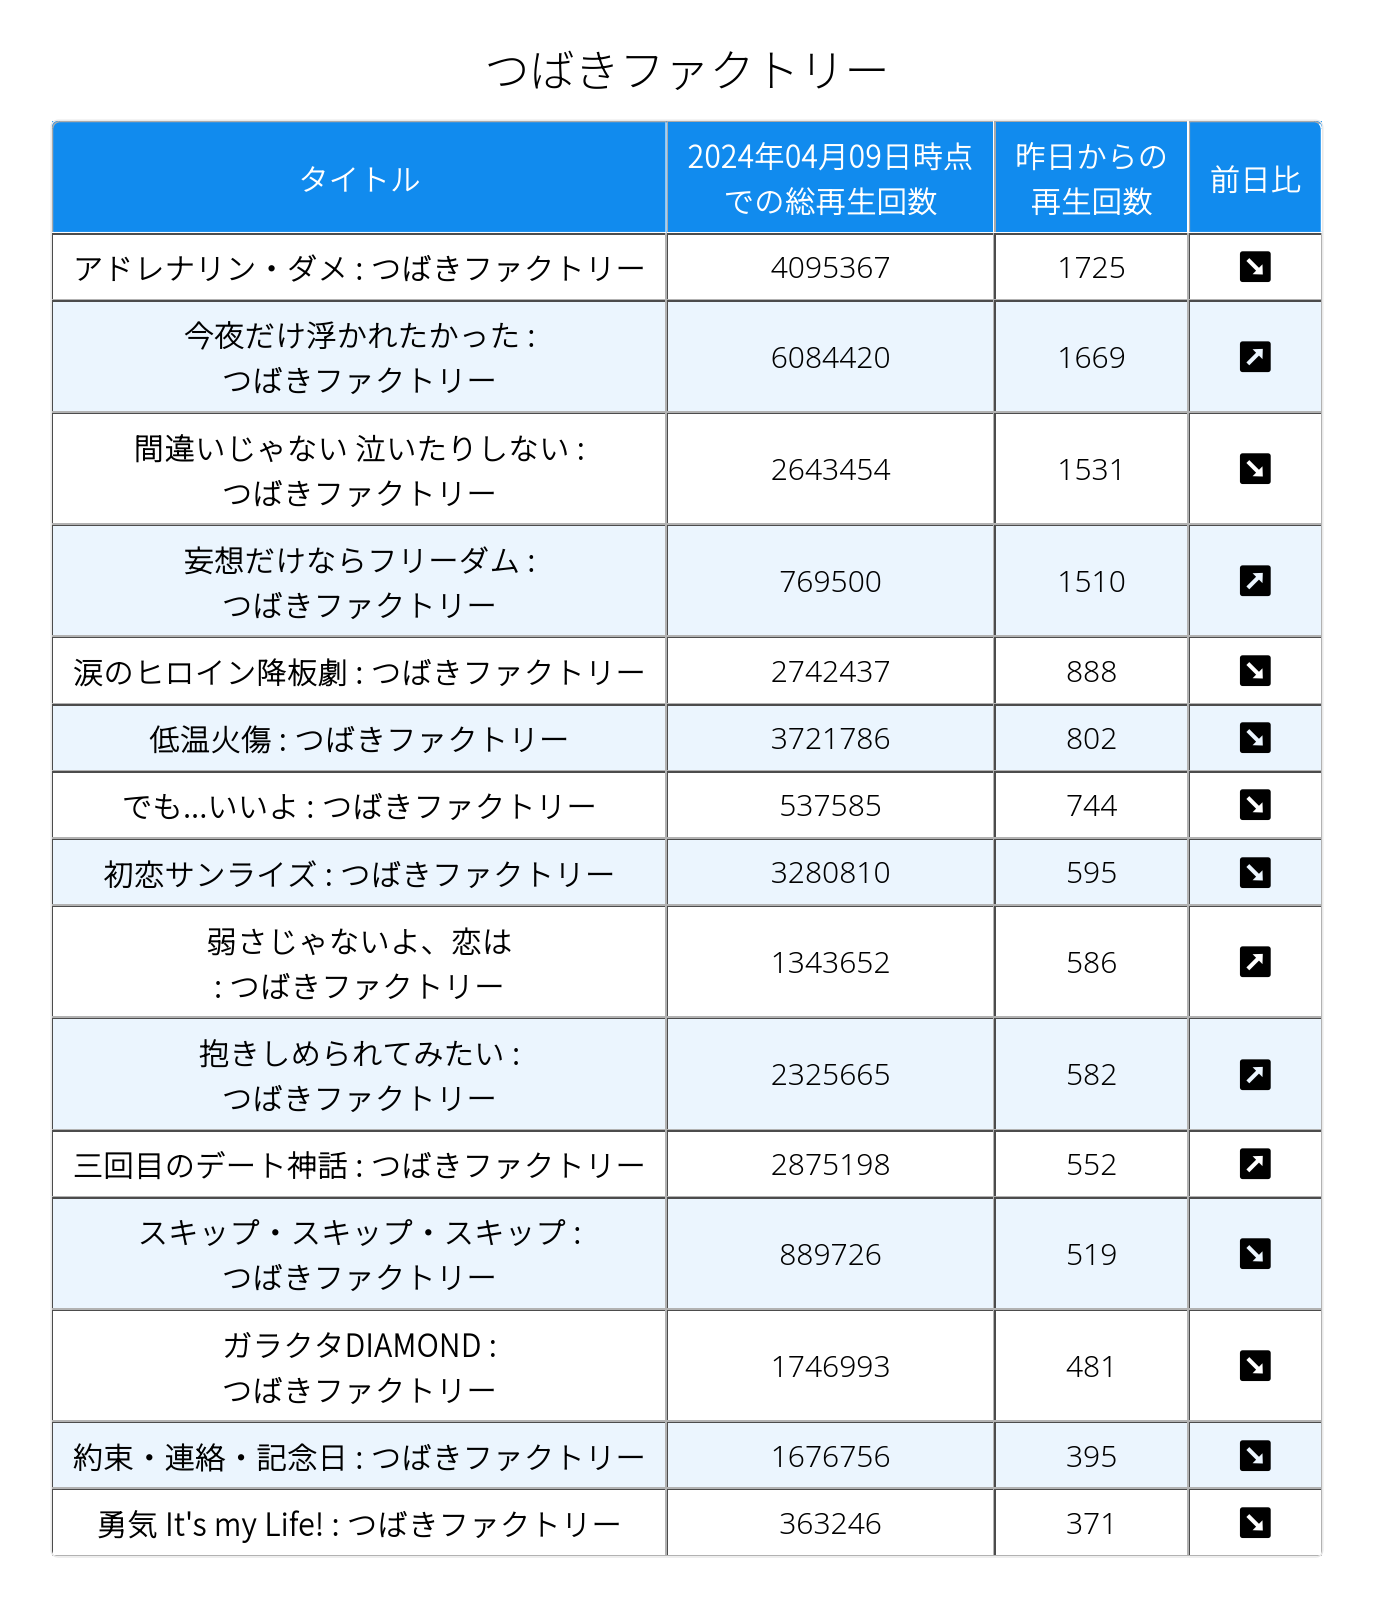 つばきファクトリー
タイトル
2024年04月09日時点
での総再生回数
昨日からの
再生回数
前日比
アドレナリン・ダメ : つばきファクトリー
4095367
1725
今夜だけ浮かれたかった :
つばきファクトリー
6084420
1669
間違いじゃない 泣いたりしない :
つばきファクトリー
2643454
1531
妄想だけならフリーダム :
つばきファクトリー
769500
1510
涙のヒロイン降板劇 : つばきファクトリー
2742437
888
低温火傷 : つばきファクトリー
3721786
802
でも...いいよ : つばきファクトリー
537585
744
初恋サンライズ : つばきファクトリー
3280810
595
弱さじゃないよ、恋は
: つばきファクトリー
1343652
586
抱きしめられてみたい :
つばきファクトリー
2325665
582
三回目のデート神話 : つばきファクトリー
2875198
552
スキップ・スキップ・スキップ :
つばきファクトリー
889726
519
ガラクタDIAMOND :
つばきファクトリー
1746993
481
約束・連絡・記念日 : つばきファクトリー
1676756
395
勇気 It's my Life! : つばきファクトリー
363246
371